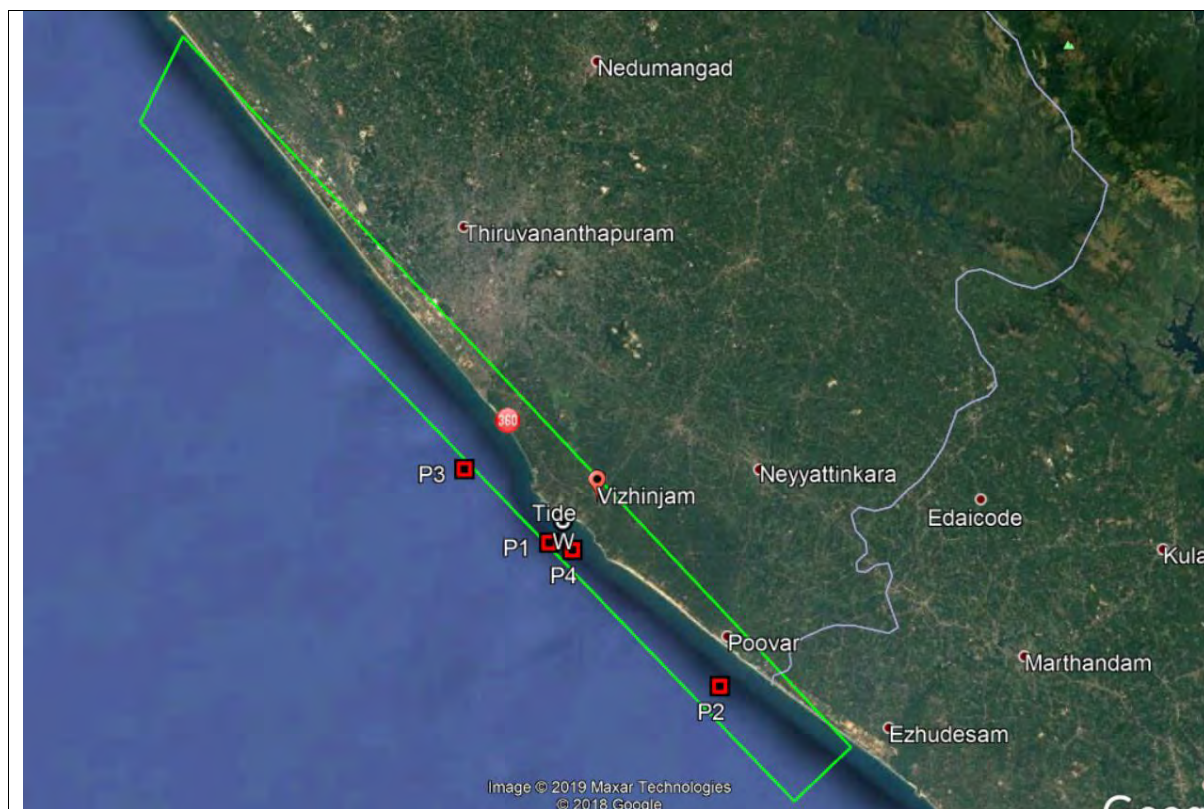 Nedumangad
Thiruvananthapuram
360
P3
Vizhinjam
Neyyattinkara
Edaicode
Tide
P1
W
P4
Kula
Poovar
Marthandam
P2
Ezhudesam
Image © 2019 Maxar Technologies
© 2018 Google